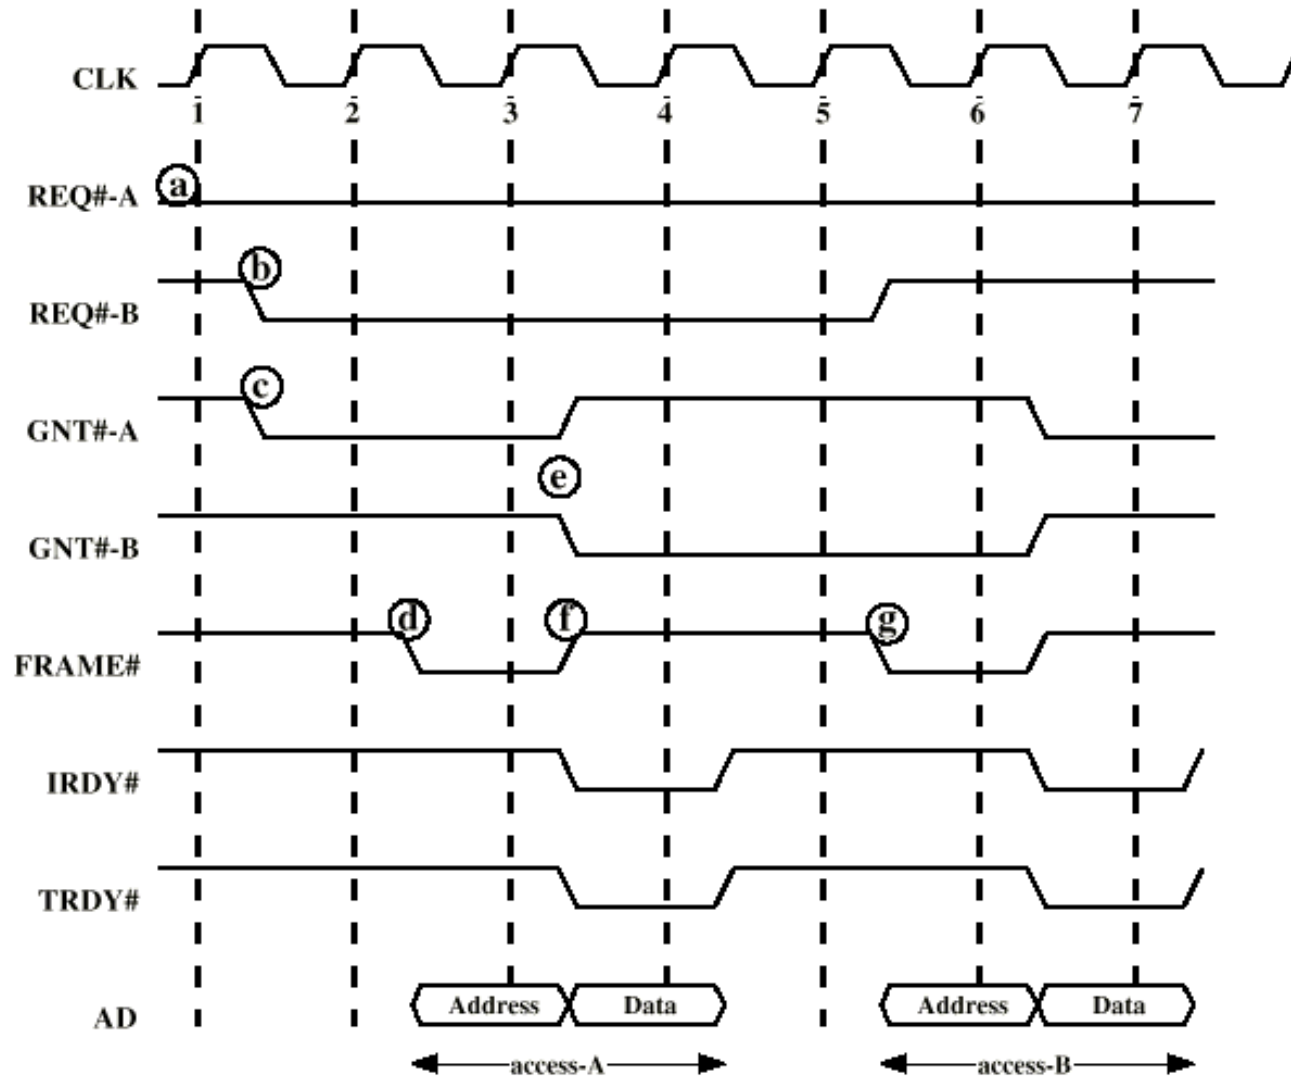 CLK
1 2 3 4 5 6 7
a
REQ#-A
b
REQ#-B
c
GNT#-A
e
GNT#-B
d f g
FRAME#
IRDY#
TRDY#
AD Address Data Address Data
access-A access-B